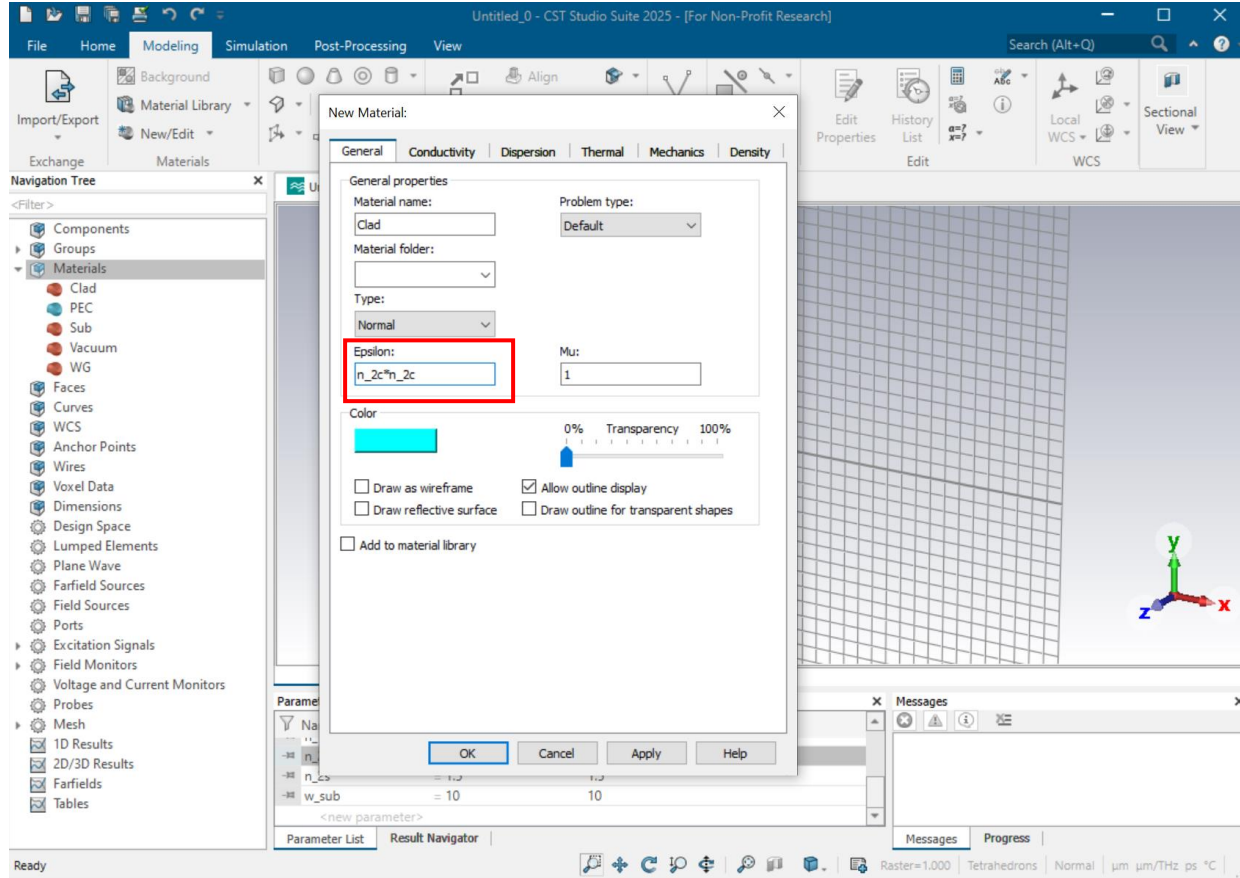 Untitled_0 - CST Studio Suite 2025 - [For Non-Profit Research]
File Home Modeling Simulation Post-Processing View Search (Alt+Q)
Background
Material Library
New/Edit
Import/Export
Exchange
Materials
Align
Edit Properties
History List
Edit
Local WCS
WCS
Sectional View
Navigation Tree
<Filter>
Components
Groups
Materials
Clad
PEC
Sub
Vacuum
WG
Faces
Curves
WCS
Anchor Points
Wires
Voxel Data
Dimensions
Design Space
Lumped Elements
Plane Wave
Farfield Sources
Field Sources
Ports
Excitation Signals
Field Monitors
Voltage and Current Monitors
Probes
Mesh
1D Results
2D/3D Results
Farfields
Tables
New Material:
General Conductivity Dispersion Thermal Mechanics Density
General properties
Material name: Problem type:
Clad Default
Material folder:
Type:
Normal
Epsilon: Mu:
n_2c*n_2c 1
Color
0% Transparency 100%
Draw as wireframe Allow outline display
Draw reflective surface Draw outline for transparent shapes
Add to material library
OK Cancel Apply Help
n_2s = 1.5 1.5
w_sub = 10 10
<new parameter>
Parameter List Result Navigator
Messages
Messages Progress
y
z
x
Ready
Raster=1.000 Tetrahedrons Normal μm μm/THz ps °C